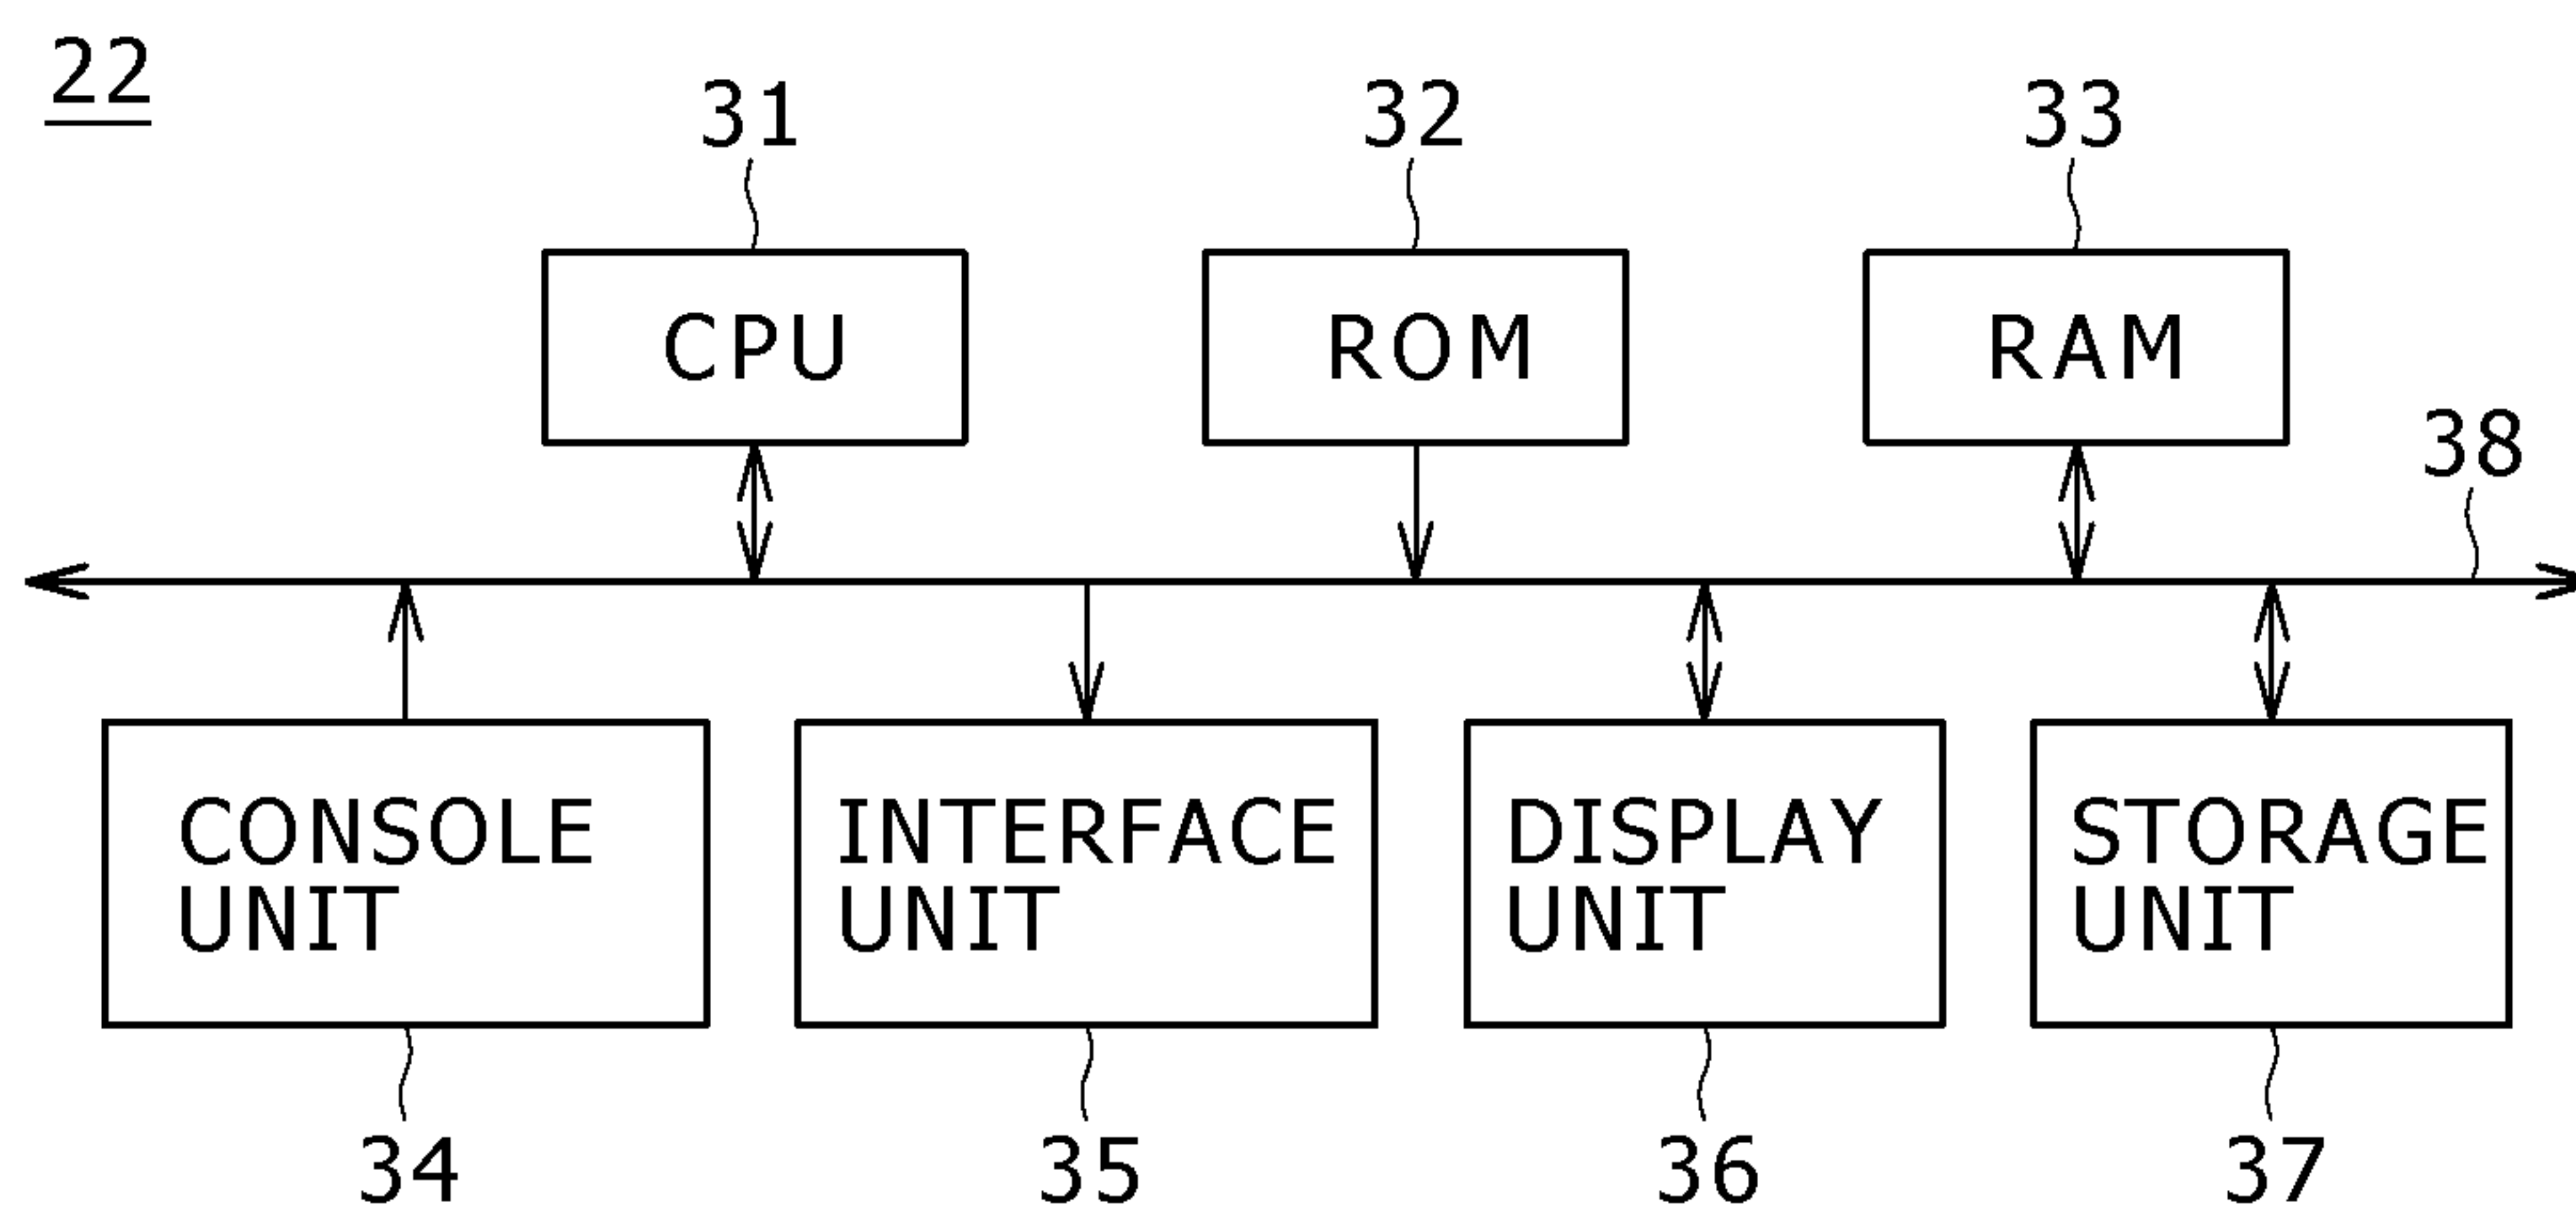 22
31
32
33
CPU
ROM
RAM
38
CONSOLE
UNIT
INTERFACE
UNIT
DISPLAY
UNIT
STORAGE
UNIT
34
35
36
37